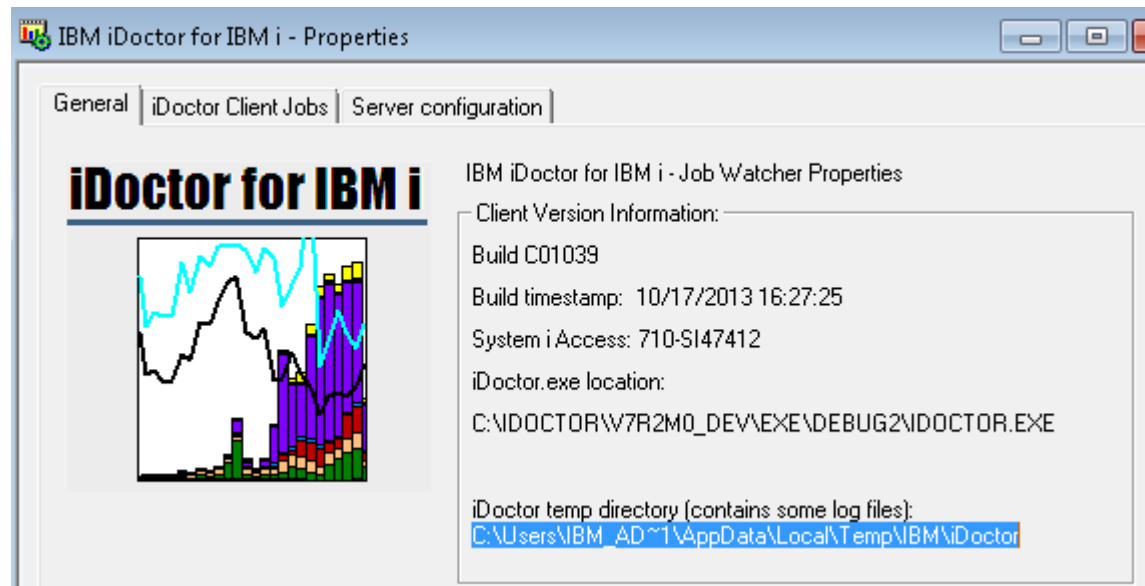 IBM iDoctor for IBM i - Properties
General
iDoctor Client Jobs
Server configuration
iDoctor for IBM i
IBM iDoctor for IBM i - Job Watcher Properties
Client Version Information:
Build C01039
Build timestamp: 10/17/2013 16:27:25
System i Access: 710-SI47412
iDoctor.exe location:
C:\IDOCTOR\V7R2M0_DEV\EXE\DEBUG2\IDOCTOR.EXE
iDoctor temp directory (contains some log files):
C:\Users\IBM_AD~1\AppData\Local\Temp\IBM\iDoctor